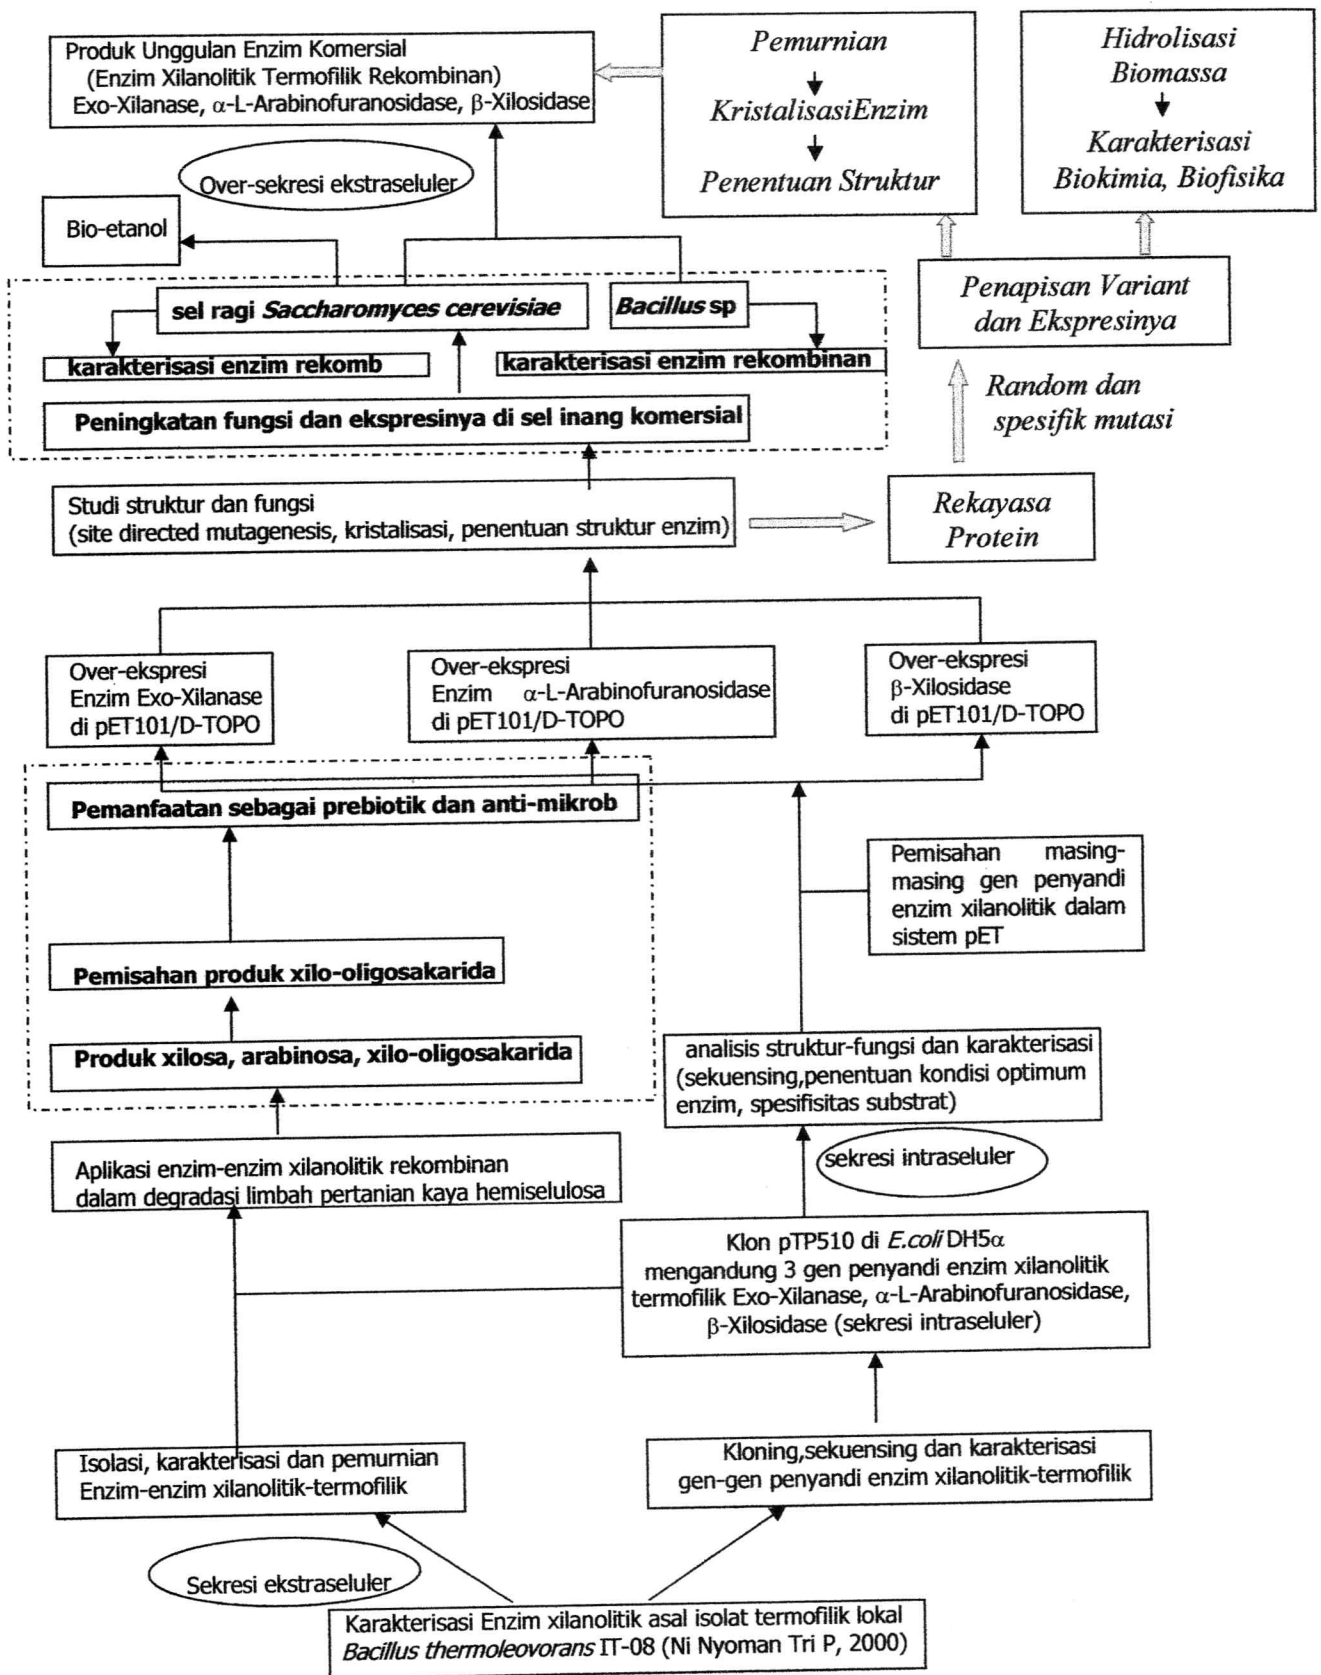 Produk Unggulan Enzim Komersial
(Enzim Xilanolitik Termofilik Rekombinan)
Exo-Xilanase, α-L-Arabinofuranosidase, β-Xilosidase
Pemurnian
KristalisasiEnzim
Penentuan Struktur
Hidrolisasi
Biomassa
Karakterisasi
Biokimia, Biofisika
Over-sekresi ekstraseluler
Bio-etanol
sel ragi Saccharomyces cerevisiae
Bacillus sp
Penapisan Variant
dan Ekspresinya
karakterisasi enzim rekomb
karakterisasi enzim rekombinan
Random dan
spesifik mutasi
Peningkatan fungsi dan ekspresinya di sel inang komersial
Studi struktur dan fungsi
(site directed mutagenesis, kristalisasi, penentuan struktur enzim)
Rekayasa
Protein
Over-ekspresi
Enzim Exo-Xilanase
di pET101/D-TOPO
Over-ekspresi
Enzim α-L-Arabinofuranosidase
di pET101/D-TOPO
Over-ekspresi
β-Xilosidase
di pET101/D-TOPO
Pemanfaatan sebagai prebiotik dan anti-mikrob
Pemisahan masing-
masing gen penyandi
enzim xilanolitik dalam
sistem pET
Pemisahan produk xilo-oligosakarida
Produk xilosa, arabinosa, xilo-oligosakarida
analisis struktur-fungsi dan karakterisasi
(sekuensing,penentuan kondisi optimum
enzim, spesifisitas substrat)
sekresi intraseluler
Aplikasi enzim-enzim xilanolitik rekombinan
dalam degradasi limbah pertanian kaya hemiselulosa
Klon pTP510 di E.coli DH5α
mengandung 3 gen penyandi enzim xilanolitik
termofilik Exo-Xilanase, α-L-Arabinofuranosidase,
β-Xilosidase (sekresi intraseluler)
Isolasi, karakterisasi dan pemurnian
Enzim-enzim xilanolitik-termofilik
Kloning,sekuensing dan karakterisasi
gen-gen penyandi enzim xilanolitik-termofilik
Sekresi ekstraseluler
Karakterisasi Enzim xilanolitik asal isolat termofilik lokal
Bacillus thermoleovorans IT-08 (Ni Nyoman Tri P, 2000)